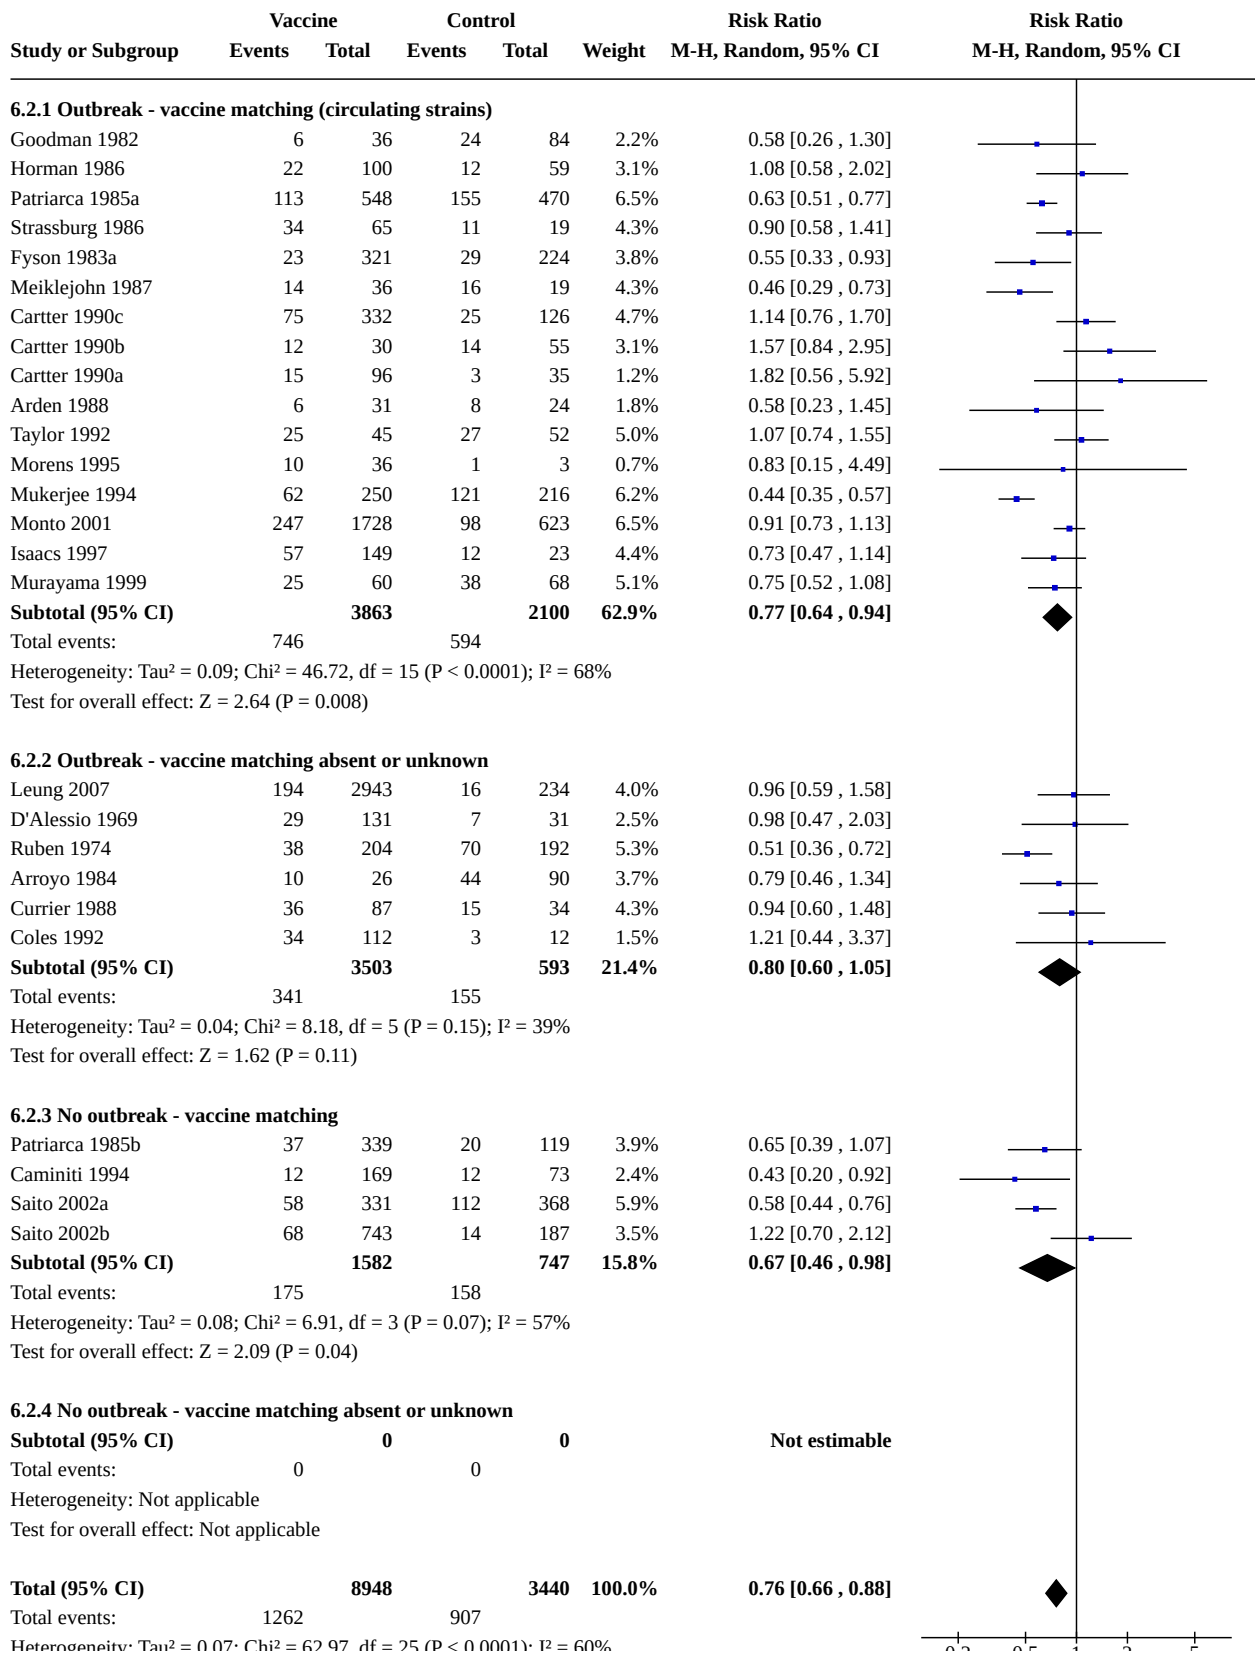 Vaccine Control Risk Ratio Risk Ratio
Study or Subgroup Events Total Events Total Weight M-H, Random, 95% CI M-H, Random, 95% CI
6.2.1 Outbreak - vaccine matching (circulating strains)
Goodman 1982 6 36 24 84 2.2% 0.58 [0.26 , 1.30]
Horman 1986 22 100 12 59 3.1% 1.08 [0.58 , 2.02]
Patriarca 1985a 113 548 155 470 6.5% 0.63 [0.51 , 0.77]
Strassburg 1986 34 65 11 19 4.3% 0.90 [0.58 , 1.41]
Fyson 1983a 23 321 29 224 3.8% 0.55 [0.33 , 0.93]
Meiklejohn 1987 14 36 16 19 4.3% 0.46 [0.29 , 0.73]
Cartter 1990c 75 332 25 126 4.7% 1.14 [0.76 , 1.70]
Cartter 1990b 12 30 14 55 3.1% 1.57 [0.84 , 2.95]
Cartter 1990a 15 96 3 35 1.2% 1.82 [0.56 , 5.92]
Arden 1988 6 31 8 24 1.8% 0.58 [0.23 , 1.45]
Taylor 1992 25 45 27 52 5.0% 1.07 [0.74 , 1.55]
Morens 1995 10 36 1 3 0.7% 0.83 [0.15 , 4.49]
Mukerjee 1994 62 250 121 216 6.2% 0.44 [0.35 , 0.57]
Monto 2001 247 1728 98 623 6.5% 0.91 [0.73 , 1.13]
Isaacs 1997 57 149 12 23 4.4% 0.73 [0.47 , 1.14]
Murayama 1999 25 60 38 68 5.1% 0.75 [0.52 , 1.08]
Subtotal (95% CI) 3863 2100 62.9% 0.77 [0.64 , 0.94]
Total events: 746 594
Heterogeneity: Tau² = 0.09; Chi² = 46.72, df = 15 (P < 0.0001); I² = 68%
Test for overall effect: Z = 2.64 (P = 0.008)
6.2.2 Outbreak - vaccine matching absent or unknown
Leung 2007 194 2943 16 234 4.0% 0.96 [0.59 , 1.58]
D'Alessio 1969 29 131 7 31 2.5% 0.98 [0.47 , 2.03]
Ruben 1974 38 204 70 192 5.3% 0.51 [0.36 , 0.72]
Arroyo 1984 10 26 44 90 3.7% 0.79 [0.46 , 1.34]
Currier 1988 36 87 15 34 4.3% 0.94 [0.60 , 1.48]
Coles 1992 34 112 3 12 1.5% 1.21 [0.44 , 3.37]
Subtotal (95% CI) 3503 593 21.4% 0.80 [0.60 , 1.05]
Total events: 341 155
Heterogeneity: Tau² = 0.04; Chi² = 8.18, df = 5 (P = 0.15); I² = 39%
Test for overall effect: Z = 1.62 (P = 0.11)
6.2.3 No outbreak - vaccine matching
Patriarca 1985b 37 339 20 119 3.9% 0.65 [0.39 , 1.07]
Caminiti 1994 12 169 12 73 2.4% 0.43 [0.20 , 0.92]
Saito 2002a 58 331 112 368 5.9% 0.58 [0.44 , 0.76]
Saito 2002b 68 743 14 187 3.5% 1.22 [0.70 , 2.12]
Subtotal (95% CI) 1582 747 15.8% 0.67 [0.46 , 0.98]
Total events: 175 158
Heterogeneity: Tau² = 0.08; Chi² = 6.91, df = 3 (P = 0.07); I² = 57%
Test for overall effect: Z = 2.09 (P = 0.04)
6.2.4 No outbreak - vaccine matching absent or unknown
Subtotal (95% CI) 0 0 Not estimable
Total events: 0 0
Heterogeneity: Not applicable
Test for overall effect: Not applicable
Total (95% CI) 8948 3440 100.0% 0.76 [0.66 , 0.88]
Total events: 1262 907
Heterogeneity: Tau² = 0.07; Chi² = 62.97, df = 25 (P < 0.0001); I² = 60%
0.2 0.5 1 2 5